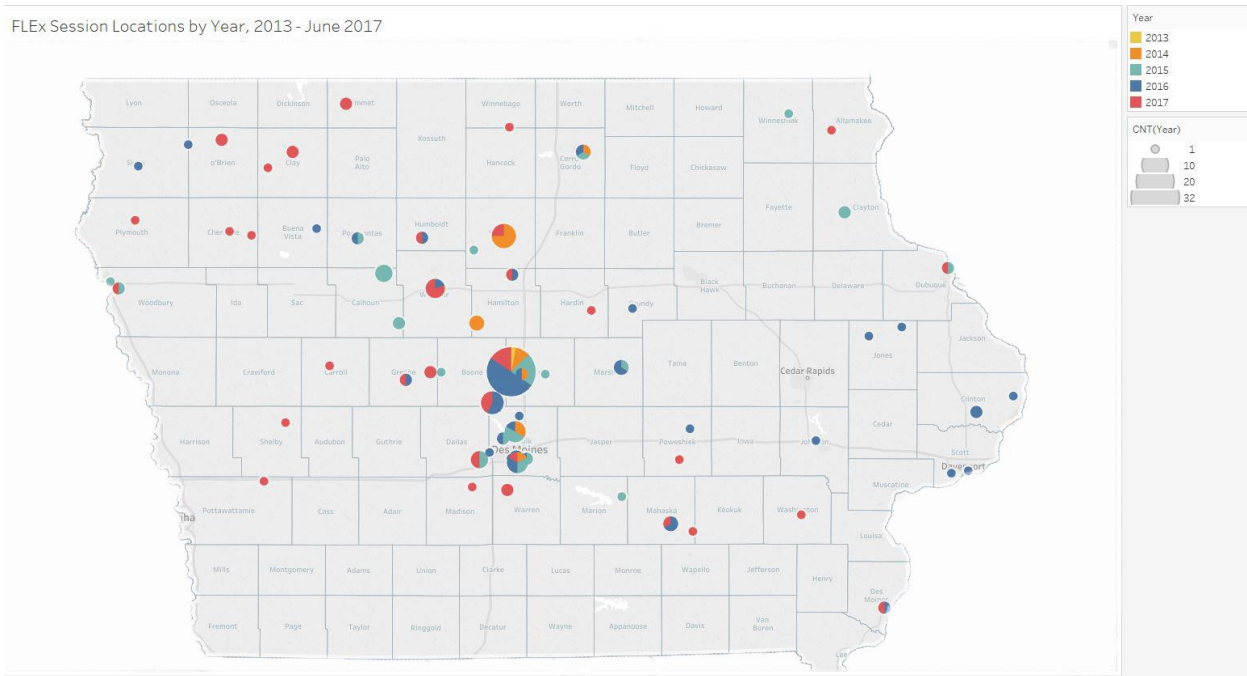 FLEx Session Locations by Year, 2013 - June 2017
Year
2013
2014
2015
2016
2017
CNT(Year)
1
10
20
32
Lyon
Osceola
Dickinson
Winnebago
Worth
Mitchell
Howard
Winneshiek
Allamakee
Kossuth
o'Brien
Clay
Palo
Alto
Hancock
Cerro
Gordo
Floyd
Chickasaw
Plymouth
Buena
Vista
Humboldt
Franklin
Butler
Bremer
Fayette
Clayton
Woodbury
Ida
Sac
Calhoun
Hamilton
Hardin
Black
Hawk
Buchanan
Delaware
Dubuque
Monona
Crawford
Boone
Tama
Benton
Cedar Rapids
Jones
Jackson
Clinton
Harrison
Shelby
Audubon
Guthrie
Dallas
Des Moines
Jasper
Poweshiek
Iowa
Cedar
Scott
Davenport
Muscatine
Pottawattamie
Cass
Adair
Madison
Warren
Marion
Mahaska
Keokuk
Washington
Louisa
Mills
Montgomery
Adams
Union
Clarke
Lucas
Monroe
Wapello
Jefferson
Henry
Des
Moines
Fremont
Page
Taylor
Ringgold
Decatur
Wayne
Appanoose
Davis
Van
Buren
Lee